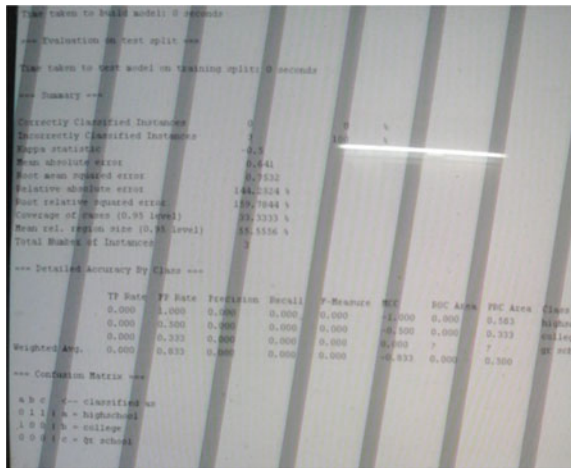 Time taken to build model: 0 seconds
=== Evaluation on test split ===
Time taken to test model on training split: 0 seconds
=== Summary ===
Correctly Classified Instances 0 0 %
Incorrectly Classified Instances 3 100 %
Kappa statistic -0.5
Mean absolute error 0.641
Root mean squared error 0.7532
Relative absolute error 144.2324 %
Root relative squared error 159.7844 %
Coverage of cases (0.95 level) 33.3333 %
Mean rel. region size (0.95 level) 55.5556 %
Total Number of Instances 3
=== Detailed Accuracy By Class ===
TP Rate FP Rate Precision Recall F-Measure MCC ROC Area PRC Area Class
0.000 1.000 0.000 0.000 0.000 -1.000 0.000 0.583 highsch
0.000 0.500 0.000 0.000 0.000 -0.500 0.000 0.333 colleg
0.000 0.333 0.000 0.000 0.000 0.000 ? ? gr sch
Weighted Avg. 0.000 0.833 0.000 0.000 0.000 -0.833 0.000 0.500
=== Confusion Matrix ===
a b c <-- classified as
0 1 1 | a = highschool
1 0 0 | b = college
0 0 0 | c = gr school